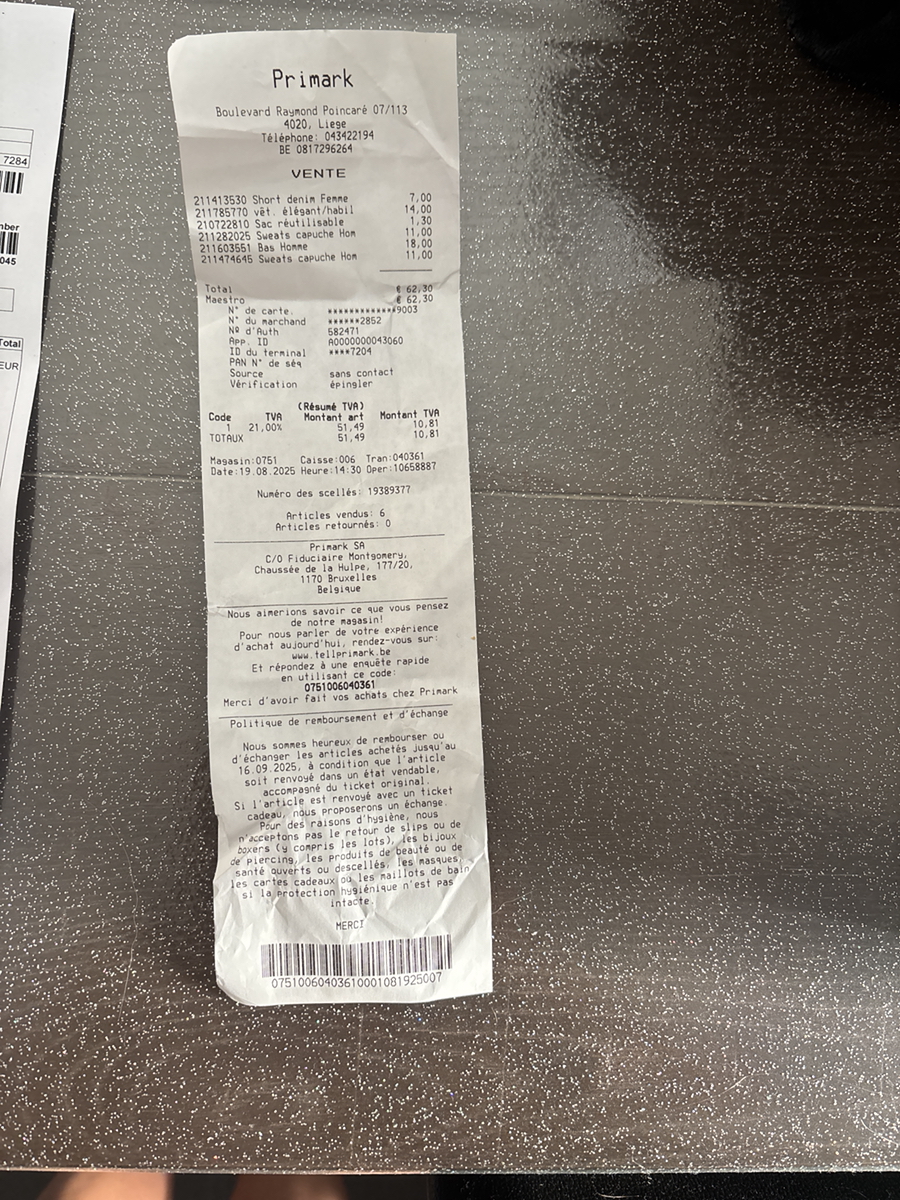 7284
nber
045
Total
EUR
Primark
Boulevard Raymond Poincaré 07/113
4020, Liege
Téléphone: 043422194
BE 0817296264
VENTE
211413530 Short denim Femme 7,00
211785770 vêt. élégant/habil 14,00
210722810 Sac réutilisable 1,30
211282025 Sweats capuche Hom 11,00
211603551 Bas Homme 18,00
211474645 Sweats capuche Hom 11,00
Total € 62,30
Maestro € 62,30
N° de carte. ************9003
N° du marchand ******2852
Nº d'Auth 582471
App. ID A0000000043060
ID du terminal ****7204
PAN N° de séq
Source sans contact
Vérification épingler
(Résumé TVA)
Code TVA Montant art Montant TVA
1 21,00% 51,49 10,81
TOTAUX 51,49 10,81
Magasin:0751 Caisse:006 Tran:040361
Date:19.08.2025 Heure:14:30 Oper:10658887
Numéro des scellés: 19389377
Articles vendus: 6
Articles retournés: 0
Primark SA
C/O Fiduciaire Montgomery,
Chaussée de la Hulpe, 177/20,
1170 Bruxelles
Belgique
Nous aimerions savoir ce que vous pensez
de notre magasin!
Pour nous parler de votre expérience
d'achat aujourd'hui, rendez-vous sur:
www.tellprimark.be
Et répondez à une enquête rapide
en utilisant ce code:
0751006040361
Merci d'avoir fait vos achats chez Primark
Politique de remboursement et d'échange
Nous sommes heureux de rembourser ou
d'échanger les articles achetés jusqu'au
16.09.2025, à condition que l'article
soit renvoyé dans un état vendable,
accompagné du ticket original.
Si l'article est renvoyé avec un ticket
cadeau, nous proposerons un échange.
Pour des raisons d'hygiène, nous
n'acceptons pas le retour de slips ou de
boxers (y compris les lots), les bijoux
de piercing, les produits de beauté ou de
santé ouverts ou descellés, les masques,
les cartes cadeaux ou les maillots de bain
si la protection hygiénique n'est pas
intacte.
MERCI
07510060403610001081925007